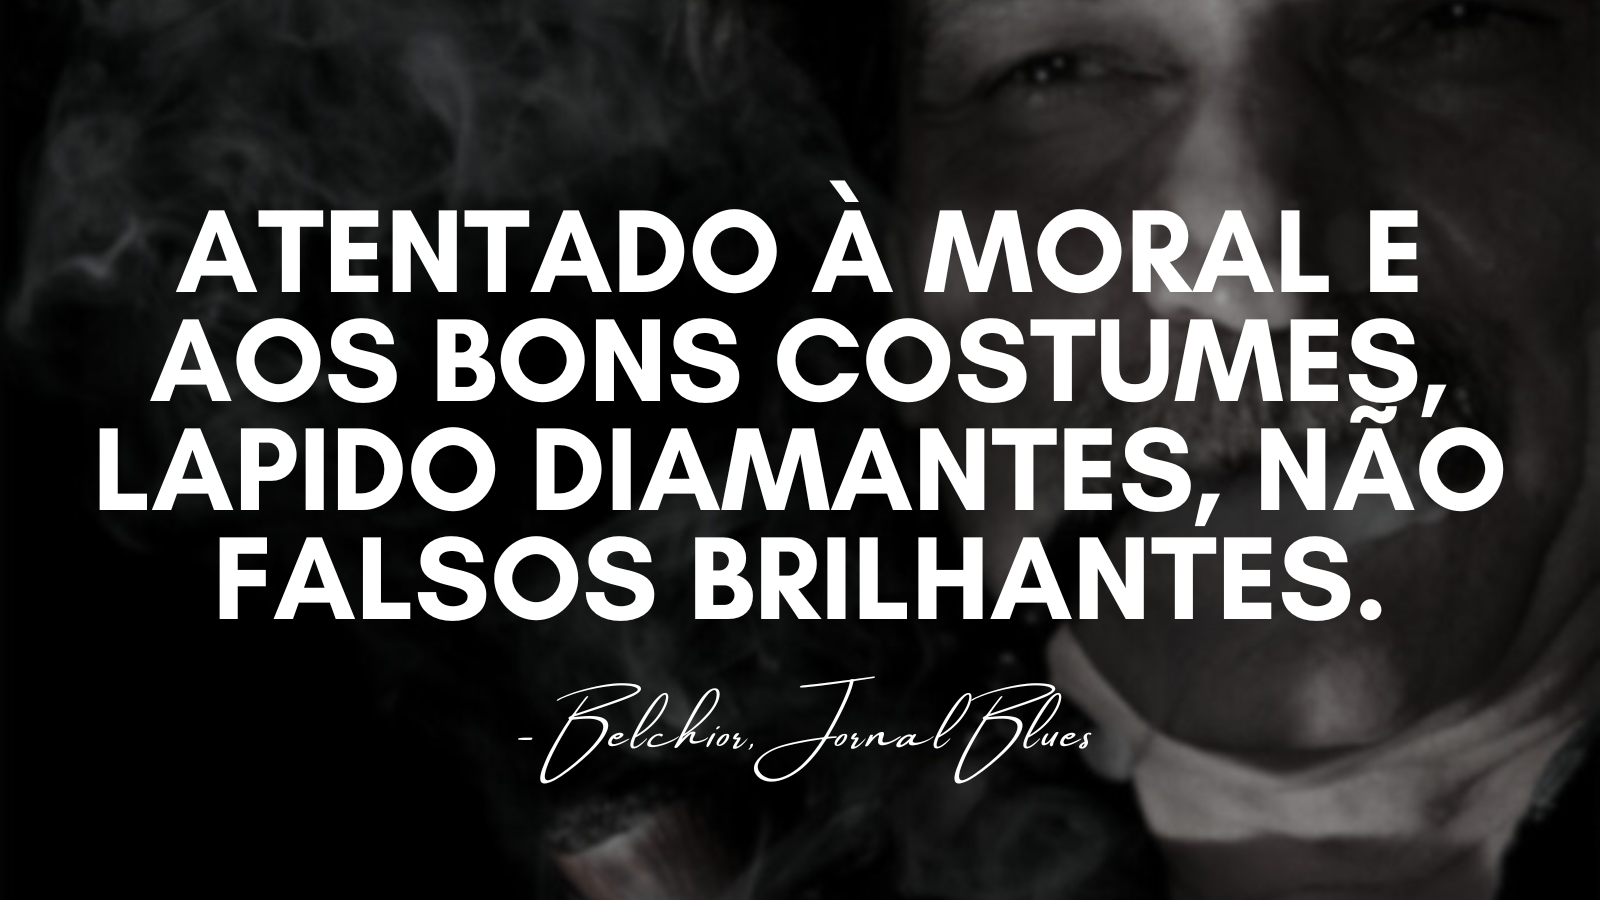 ATENTADO À MORAL E
AOS BONS COSTUMES,
LAPIDO DIAMANTES, NÃO
FALSOS BRILHANTES.
- Belchior, Jornal Blues